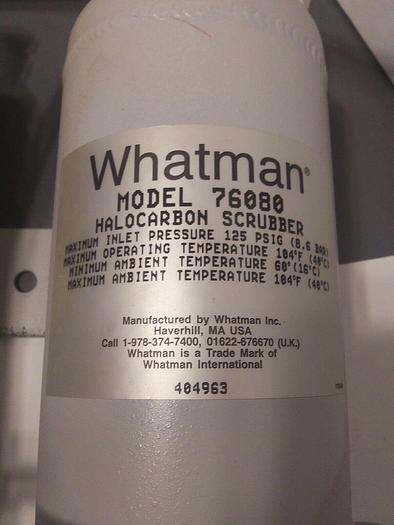 Whatman®
MODEL 76080
HALOCARBON SCRUBBER
MAXIMUM INLET PRESSURE 125 PSIG (8.6 BAR)
MAXIMUM OPERATING TEMPERATURE 104°F (40°C)
MINIMUM AMBIENT TEMPERATURE 60°(16°C)
MAXIMUM AMBIENT TEMPERATURE 104°F (40°C)
Manufactured by Whatman Inc.
Haverhill, MA USA
Call 1-978-374-7400, 01622-676670 (U.K.)
Whatman is a Trade Mark of
Whatman International
404963